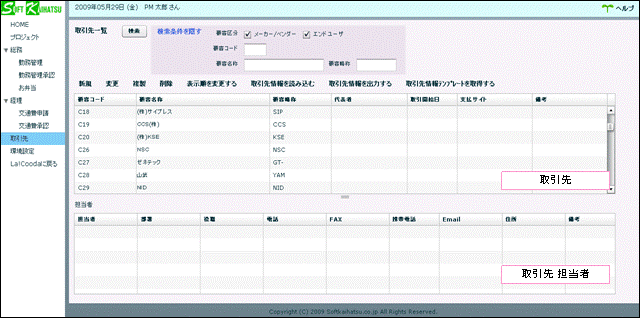 SOFT KAIHATSU
2009年05月29日 (金) PM 太郎 さん
ヘルプ
HOME
プロジェクト
総務
勤務管理
勤務管理承認
お弁当
経理
交通費申請
交通費承認
取引先
環境設定
La!Coodaに戻る
取引先一覧 検索 検索条件を隠す
顧客区分 メーカー/ベンダー エンドユーザ
顧客コード
顧客名称 顧客略称
新規 変更 複製 削除 表示順を変更する 取引先情報を読み込む 取引先情報を出力する 取引先情報テンプレートを取得する
顧客コード 顧客名称 顧客略称 代表者 取引開始日 支払サイト 備考
C18 (株)サイプレス SIP
C19 CCS(株) CCS
C20 (株)KSE KSE
C26 NSC NSC
C27 ゼネテック GT-
C28 山武 YAM
C29 NID NID
取引先
担当者
担当者 部署 役職 電話 FAX 携帯電話 Email 住所 備考
取引先 担当者
Copyright (C) 2009 Softkaihatsu.co.jp All Rights Reserved.